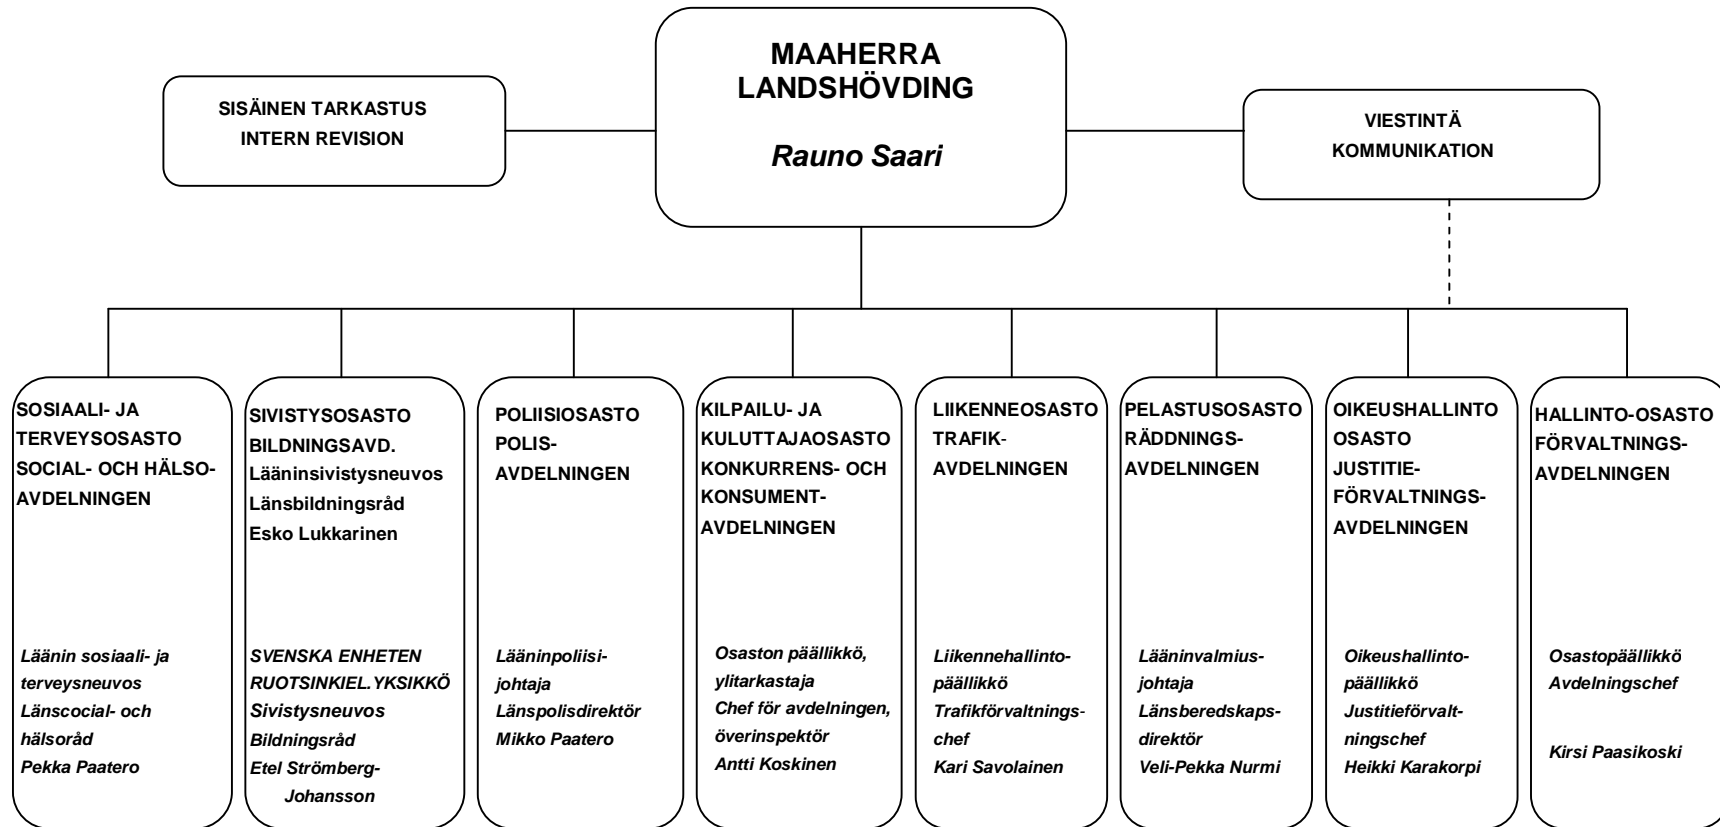 MAAHERRA
LANDSHÖVDING
Rauno Saari
SISÄINEN TARKASTUS
INTERN REVISION
VIESTINTÄ
KOMMUNIKATION
SOSIAALI- JA
TERVEYSOSASTO
SOCIAL- OCH HÄLSO-
AVDELNINGEN
Läänin sosiaali- ja
terveysneuvos
Länscocial- och
hälsoråd
Pekka Paatero
SIVISTYSOSASTO
BILDNINGSAVD.
Lääninsivistysneuvos
Länsbildningsråd
Esko Lukkarinen
SVENSKA ENHETEN
RUOTSINKIEL.YKSIKKÖ
Sivistysneuvos
Bildningsråd
Etel Strömberg-
Johansson
POLIISIOSASTO
POLIS-
AVDELNINGEN
Lääninpoliisi-
johtaja
Länspolisdirektör
Mikko Paatero
KILPAILU- JA
KULUTTAJAOSASTO
KONKURRENS- OCH
KONSUMENT-
AVDELNINGEN
Osaston päällikkö,
ylitarkastaja
Chef för avdelningen,
överinspektör
Antti Koskinen
LIIKENNEOSASTO
TRAFIK-
AVDELNINGEN
Liikennehallinto-
päällikkö
Trafikförvaltnings-
chef
Kari Savolainen
PELASTUSOSASTO
RÄDDNINGS-
AVDELNINGEN
Lääninvalmius-
johtaja
Länsberedskaps-
direktör
Veli-Pekka Nurmi
OIKEUSHALLINTO
OSASTO
JUSTITIE-
FÖRVALTNINGS-
AVDELNINGEN
Oikeushallinto-
päällikkö
Justitieförvalt-
ningschef
Heikki Karakorpi
HALLINTO-OSASTO
FÖRVALTNINGS-
AVDELNINGEN
Osastopäällikkö
Avdelningschef
Kirsi Paasikoski